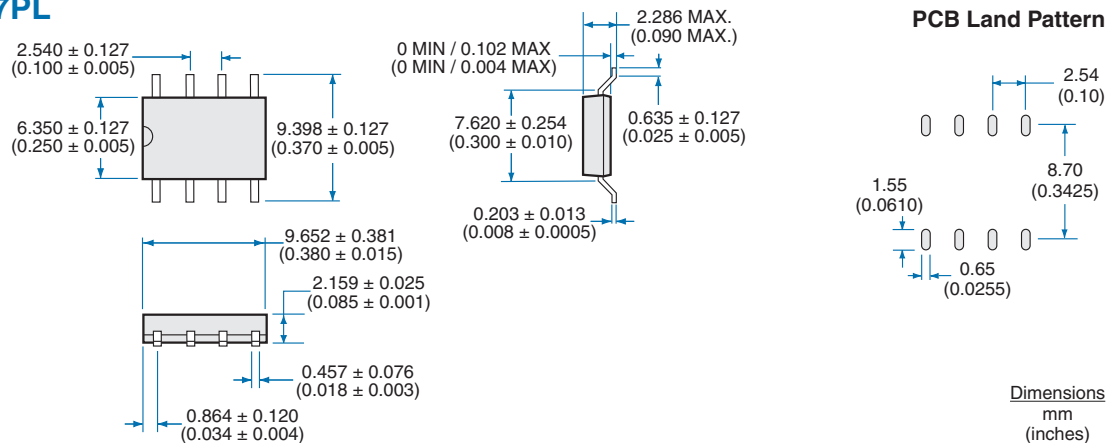 7PL
2.540 ± 0.127
(0.100 ± 0.005)
6.350 ± 0.127
(0.250 ± 0.005)
9.398 ± 0.127
(0.370 ± 0.005)
9.652 ± 0.381
(0.380 ± 0.015)
2.159 ± 0.025
(0.085 ± 0.001)
0.457 ± 0.076
(0.018 ± 0.003)
0.864 ± 0.120
(0.034 ± 0.004)
2.286 MAX.
(0.090 MAX.)
0 MIN / 0.102 MAX
(0 MIN / 0.004 MAX)
7.620 ± 0.254
(0.300 ± 0.010)
0.635 ± 0.127
(0.025 ± 0.005)
0.203 ± 0.013
(0.008 ± 0.0005)
PCB Land Pattern
2.54
(0.10)
8.70
(0.3425)
1.55
(0.0610)
0.65
(0.0255)
Dimensions
mm
(inches)